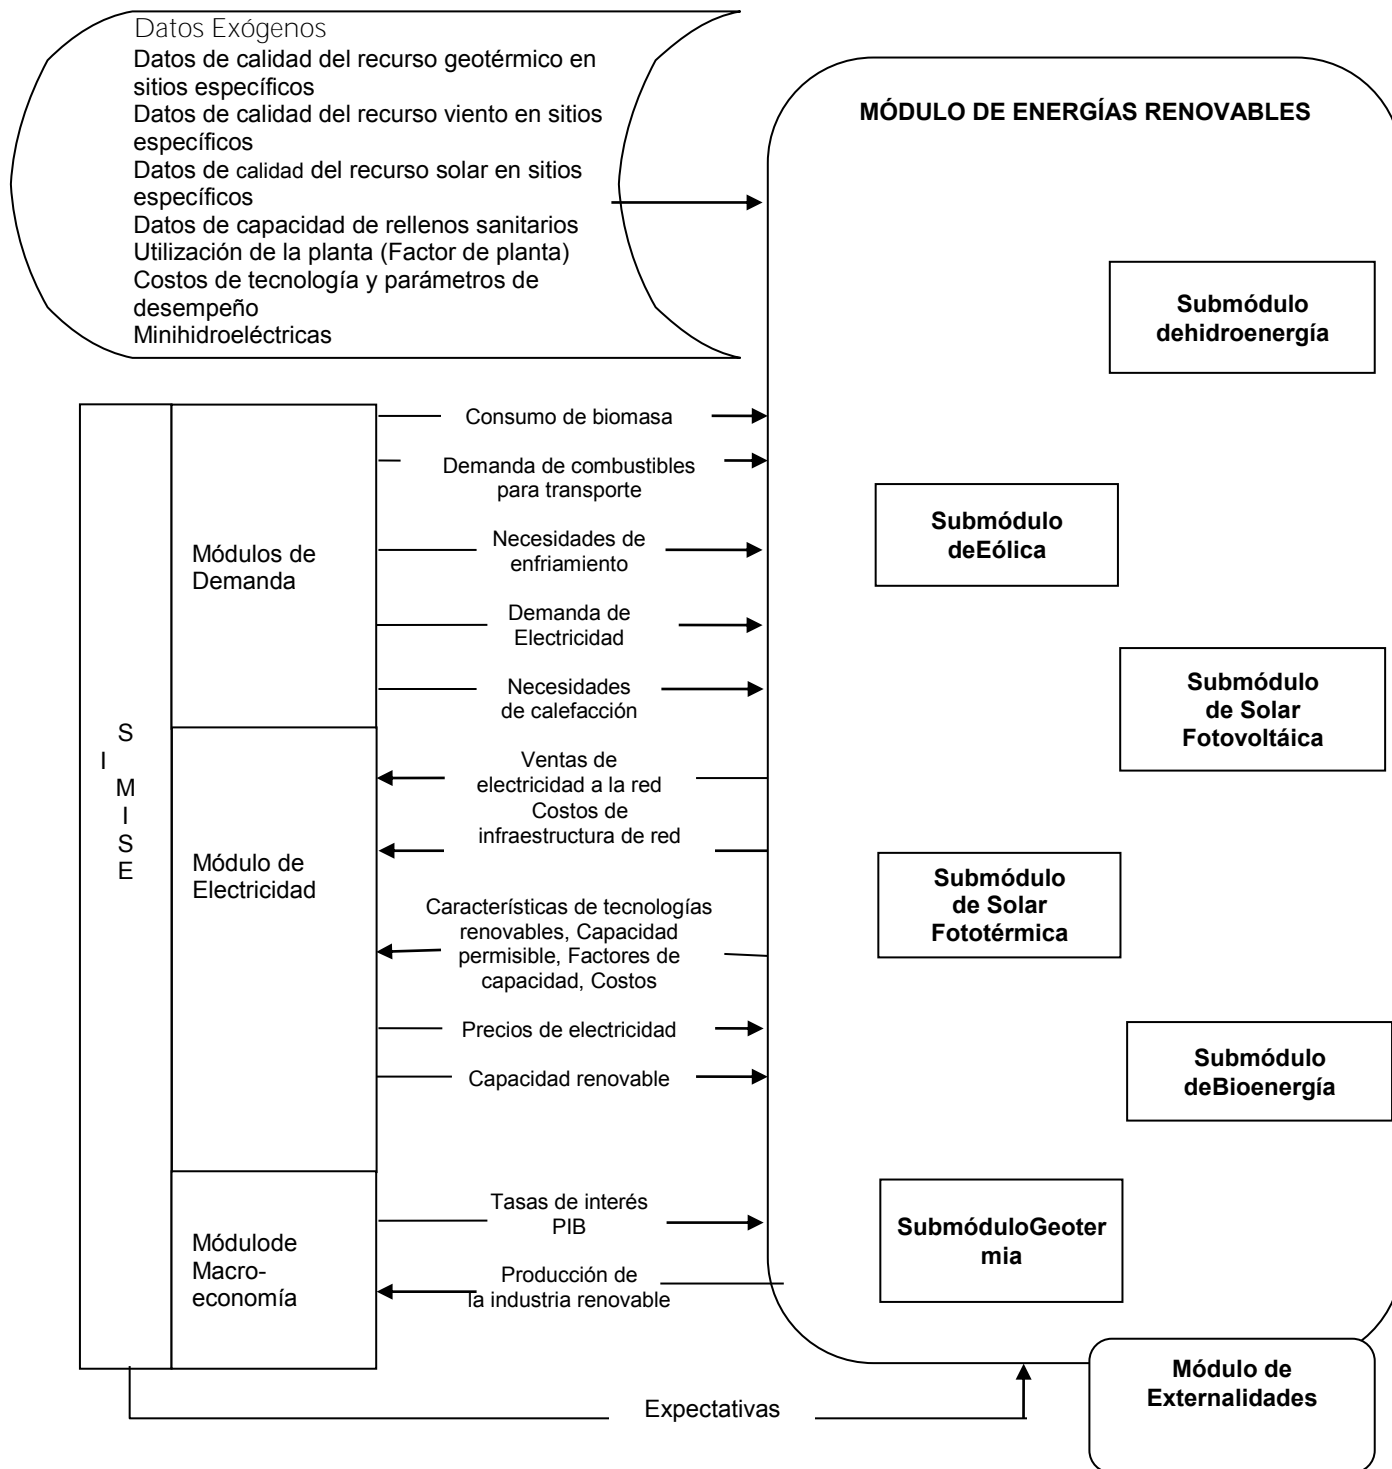 Datos Exógenos
Datos de calidad del recurso geotérmico en
sitios específicos
Datos de calidad del recurso viento en sitios
específicos
Datos de calidad del recurso solar en sitios
específicos
Datos de capacidad de rellenos sanitarios
Utilización de la planta (Factor de planta)
Costos de tecnología y parámetros de
desempeño
Minihidroeléctricas
MÓDULO DE ENERGÍAS RENOVABLES
Submódulo
dehidroenergía
Submódulo
deEólica
Submódulo
de Solar
Fotovoltáica
Submódulo
de Solar
Fototérmica
Submódulo
deBioenergía
SubmóduloGeoter
mia
Módulo de
Externalidades
S
I
M
I
S
E
Módulos de
Demanda
Consumo de biomasa
Demanda de combustibles
para transporte
Necesidades de
enfriamiento
Demanda de
Electricidad
Necesidades
de calefacción
Módulo de
Electricidad
Ventas de
electricidad a la red
Costos de
infraestructura de red
Características de tecnologías
renovables, Capacidad
permisible, Factores de
capacidad, Costos
Precios de electricidad
Capacidad renovable
Módulode
Macro-
economía
Tasas de interés
PIB
Producción de
la industria renovable
Expectativas